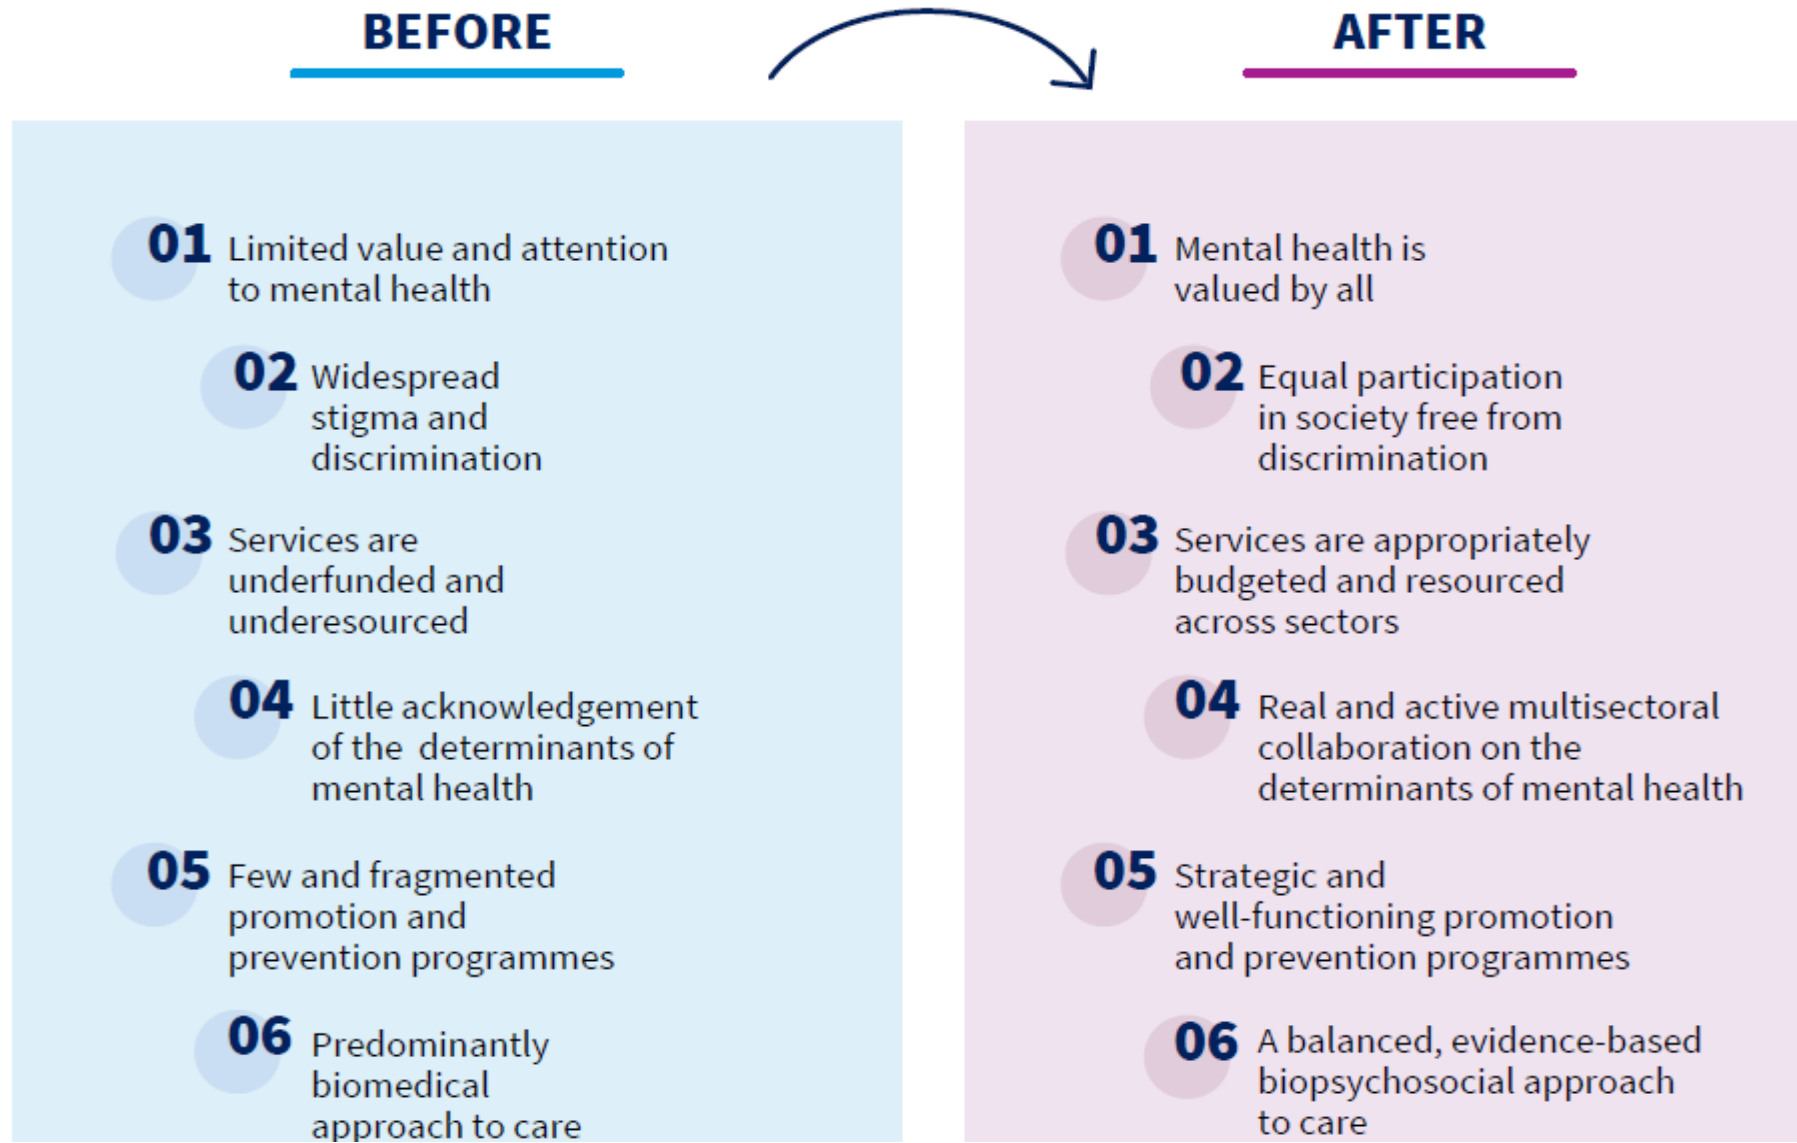 BEFORE
01 Limited value and attention
to mental health
02 Widespread
stigma and
discrimination
03 Services are
underfunded and
underesourced
04 Little acknowledgement
of the determinants of
mental health
05 Few and fragmented
promotion and
prevention programmes
06 Predominantly
biomedical
approach to care
AFTER
01 Mental health is
valued by all
02 Equal participation
in society free from
discrimination
03 Services are appropriately
budgeted and resourced
across sectors
04 Real and active multisectoral
collaboration on the
determinants of mental health
05 Strategic and
well-functioning promotion
and prevention programmes
06 A balanced, evidence-based
biopsychosocial approach
to care